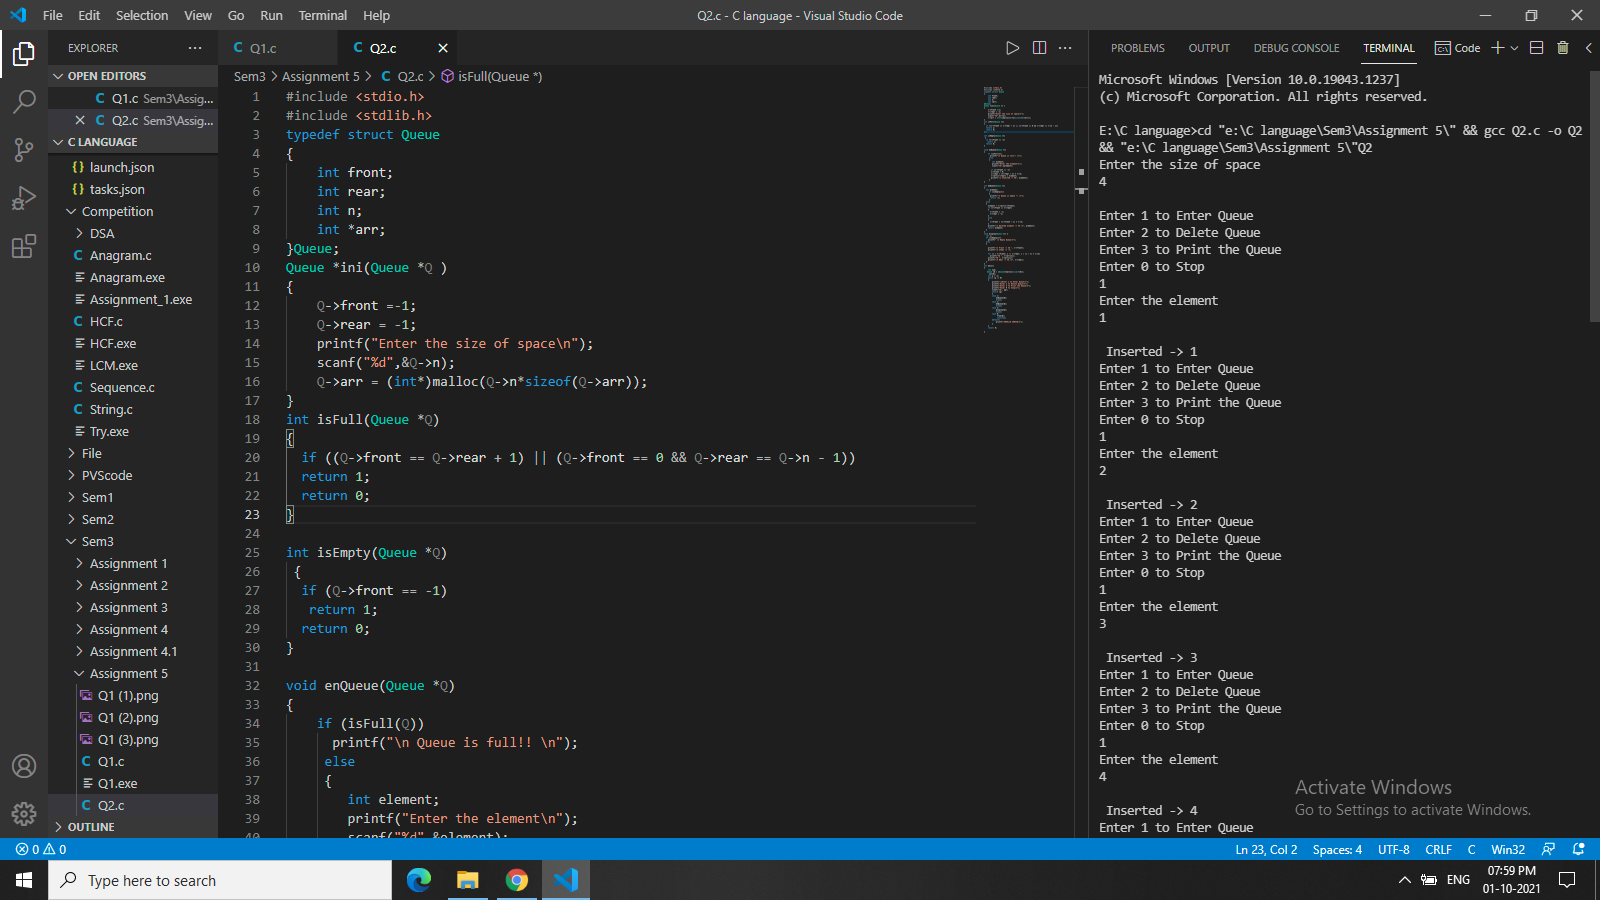 File Edit Selection View Go Run Terminal Help
Q2.c - C language - Visual Studio Code
EXPLORER
OPEN EDITORS
Q1.c Sem3\Assig...
Q2.c Sem3\Assig...
C LANGUAGE
launch.json
tasks.json
Competition
DSA
Anagram.c
Anagram.exe
Assignment_1.exe
HCF.c
HCF.exe
LCM.exe
Sequence.c
String.c
Try.exe
File
PVScode
Sem1
Sem2
Sem3
Assignment 1
Assignment 2
Assignment 3
Assignment 4
Assignment 4.1
Assignment 5
Q1 (1).png
Q1 (2).png
Q1 (3).png
Q1.c
Q1.exe
Q2.c
OUTLINE
Q1.c Q2.c
Sem3 > Assignment 5 > C Q2.c > isFull(Queue *)
1 #include <stdio.h>
2 #include <stdlib.h>
3 typedef struct Queue
4 {
5 int front;
6 int rear;
7 int n;
8 int *arr;
9 }Queue;
10 Queue *ini(Queue *Q )
11 {
12 Q->front =-1;
13 Q->rear = -1;
14 printf("Enter the size of space\n");
15 scanf("%d",&Q->n);
16 Q->arr = (int*)malloc(Q->n*sizeof(Q->arr));
17 }
18 int isFull(Queue *Q)
19 {
20 if ((Q->front == Q->rear + 1) || (Q->front == 0 && Q->rear == Q->n - 1))
21 return 1;
22 return 0;
23 }
24
25 int isEmpty(Queue *Q)
26 {
27 if (Q->front == -1)
28 return 1;
29 return 0;
30 }
31
32 void enQueue(Queue *Q)
33 {
34 if (isFull(Q))
35 printf("\n Queue is full!! \n");
36 else
37 {
38 int element;
39 printf("Enter the element\n");
40 scanf("%d",&element);
PROBLEMS OUTPUT DEBUG CONSOLE TERMINAL Code
Microsoft Windows [Version 10.0.19043.1237]
(c) Microsoft Corporation. All rights reserved.
E:\C language>cd "e:\C language\Sem3\Assignment 5\" && gcc Q2.c -o Q2
&& "e:\C language\Sem3\Assignment 5\"Q2
Enter the size of space
4
Enter 1 to Enter Queue
Enter 2 to Delete Queue
Enter 3 to Print the Queue
Enter 0 to Stop
1
Enter the element
1
Inserted -> 1
Enter 1 to Enter Queue
Enter 2 to Delete Queue
Enter 3 to Print the Queue
Enter 0 to Stop
1
Enter the element
2
Inserted -> 2
Enter 1 to Enter Queue
Enter 2 to Delete Queue
Enter 3 to Print the Queue
Enter 0 to Stop
1
Enter the element
3
Inserted -> 3
Enter 1 to Enter Queue
Enter 2 to Delete Queue
Enter 3 to Print the Queue
Enter 0 to Stop
1
Enter the element
4
Inserted -> 4
Enter 1 to Enter Queue
Activate Windows
Go to Settings to activate Windows.
0 0
Ln 23, Col 2 Spaces: 4 UTF-8 CRLF C Win32
Type here to search
ENG
07:59 PM
01-10-2021